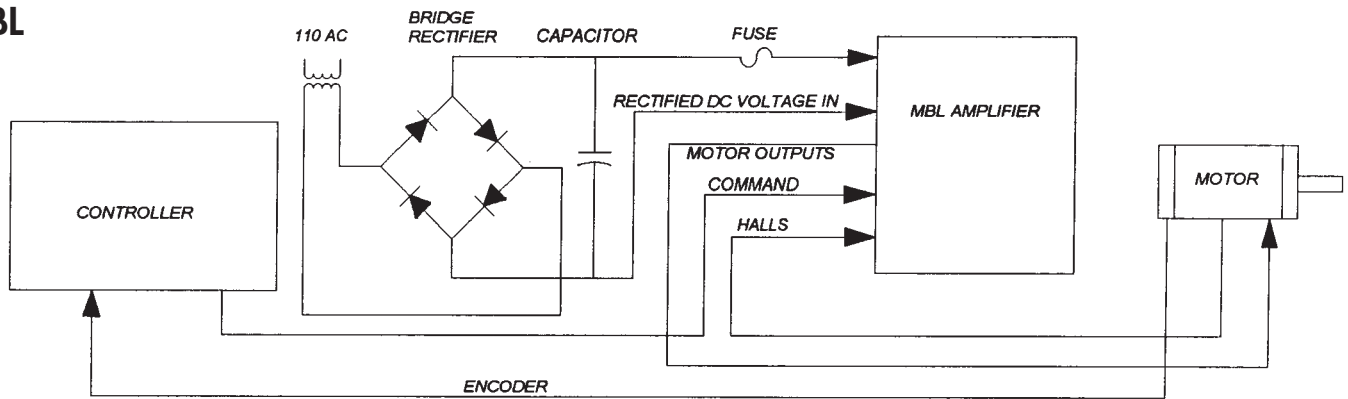 BL
BRIDGE
RECTIFIER
110 AC
CAPACITOR
FUSE
RECTIFIED DC VOLTAGE IN
MBL AMPLIFIER
MOTOR OUTPUTS
COMMAND
HALLS
MOTOR
CONTROLLER
ENCODER